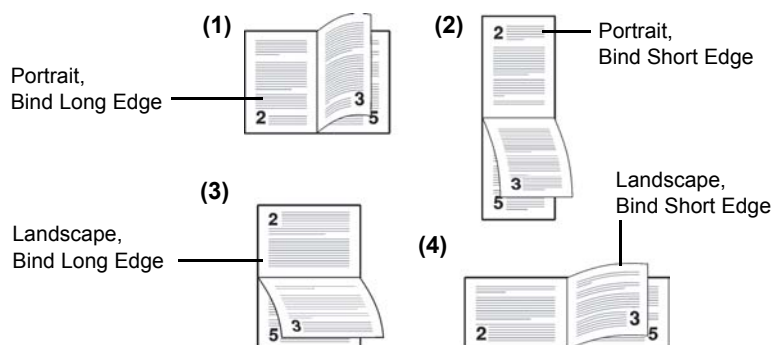 (1)
Portrait,
Bind Long Edge
2
3
5
(2)
Portrait,
Bind Short Edge
2
3
5
(3)
Landscape,
Bind Long Edge
2
3
5
(4)
Landscape,
Bind Short Edge
2
3
5